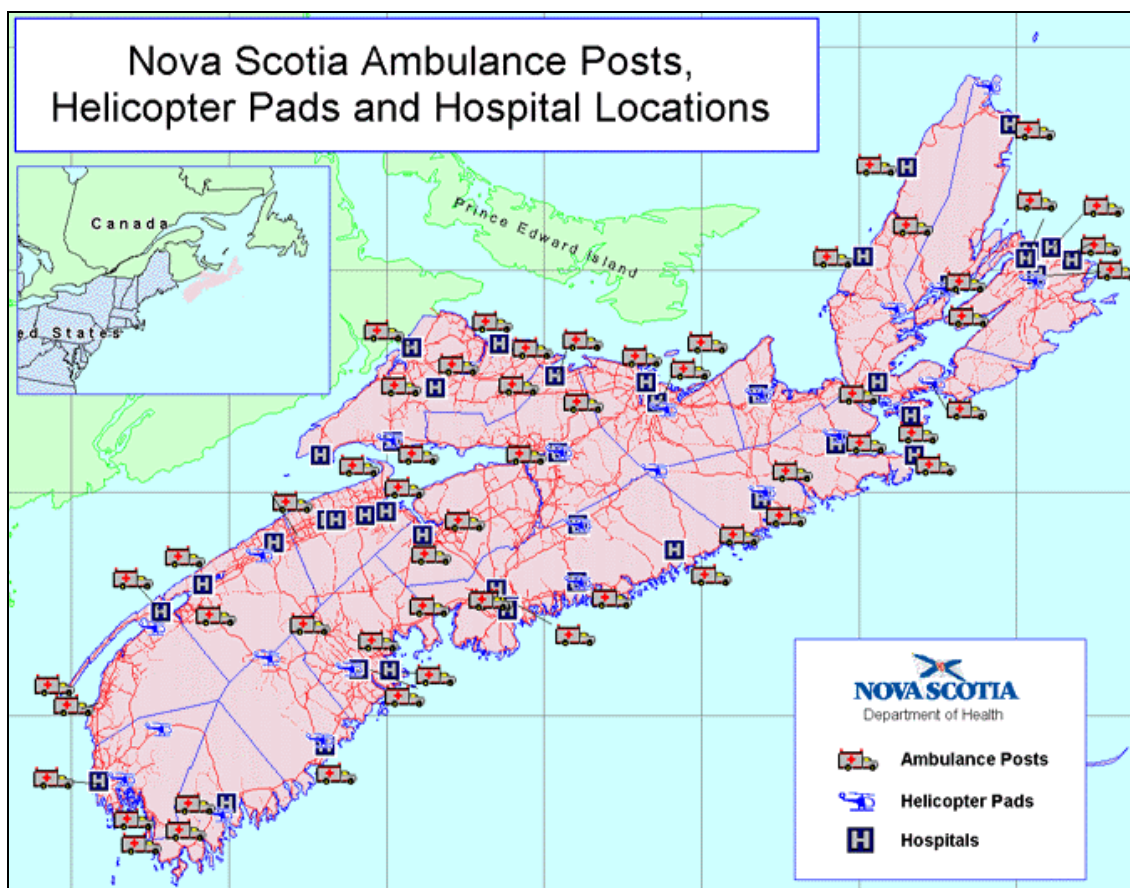 Nova Scotia Ambulance Posts,
Helicopter Pads and Hospital Locations
Canada
ed States
Prince Edward Island
NOVA SCOTIA
Department of Health
Ambulance Posts
Helicopter Pads
H Hospitals